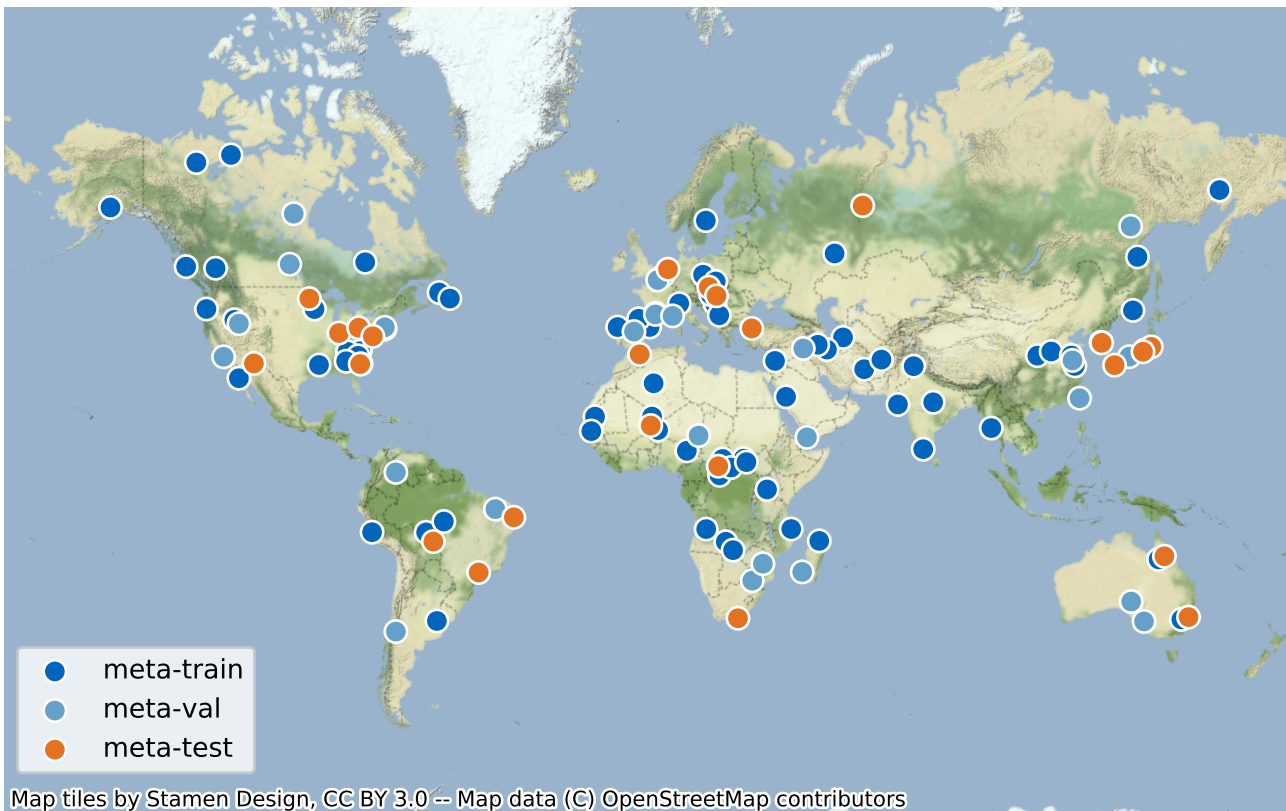 meta-train
meta-val
meta-test
Map tiles by Stamen Design, CC BY 3.0 -- Map data (C) OpenStreetMap contributors